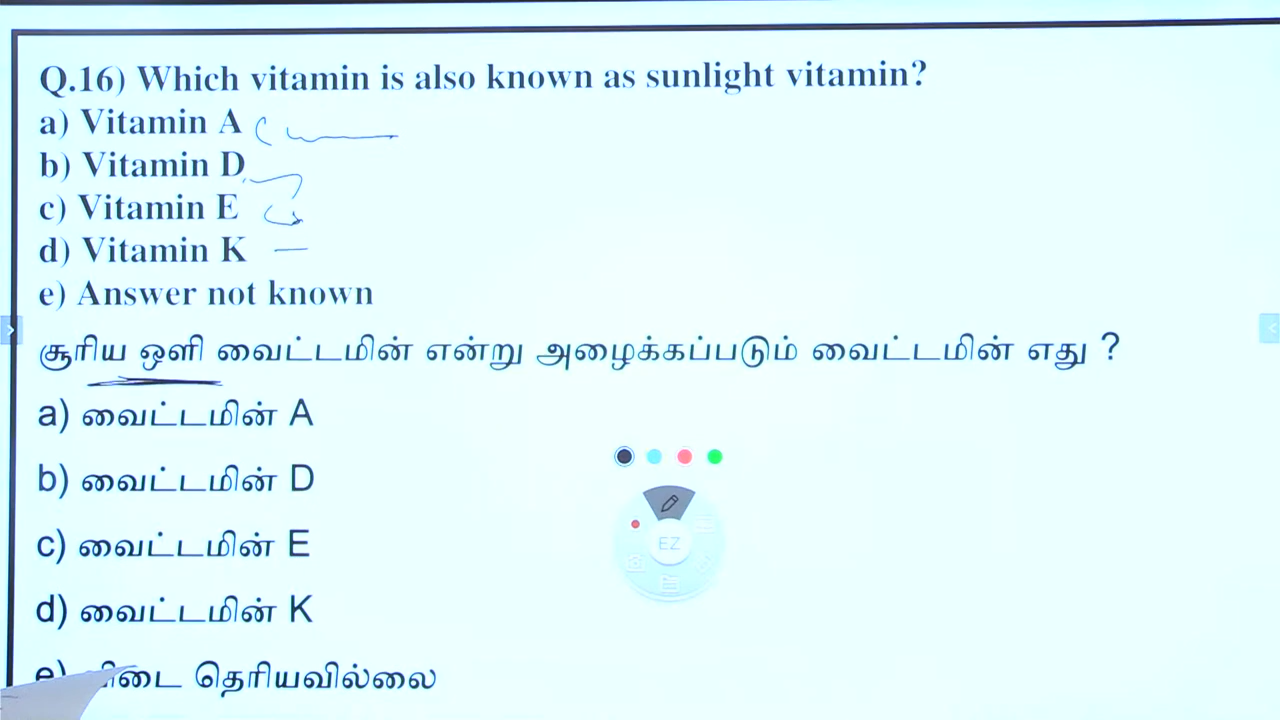 Q.16) Which vitamin is also known as sunlight vitamin?
a) Vitamin A
b) Vitamin D
c) Vitamin E
d) Vitamin K
e) Answer not known
சூரிய ஒளி வைட்டமின் என்று அழைக்கப்படும் வைட்டமின் எது ?
a) வைட்டமின் A
b) வைட்டமின் D
EZ
c) வைட்டமின் E
d) வைட்டமின் K
e) விடை தெரியவில்லை